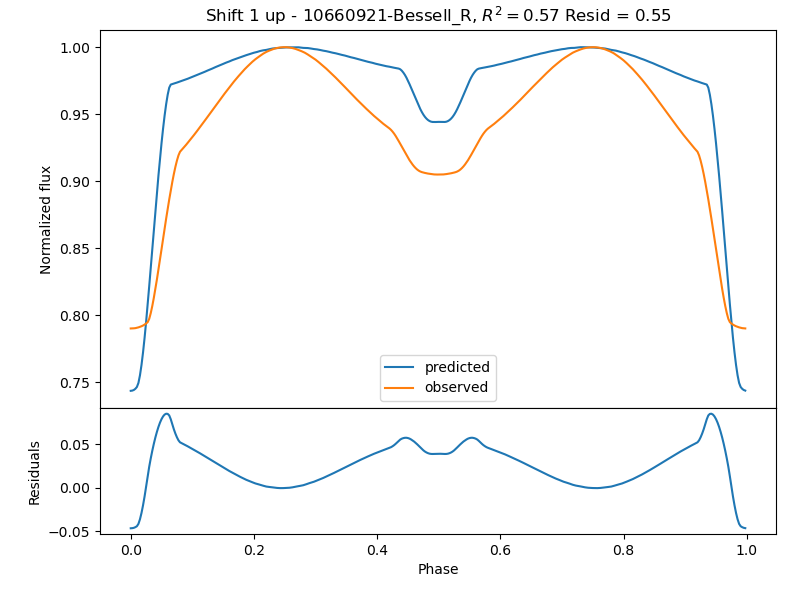 Shift 1 up - 10660921-Bessell_R, R² = 0.57 Resid = 0.55
1.00
0.95
0.90
0.85
0.80
0.75
Normalized flux
predicted
observed
0.05
0.00
−0.05
Residuals
0.0 0.2 0.4 0.6 0.8 1.0
Phase